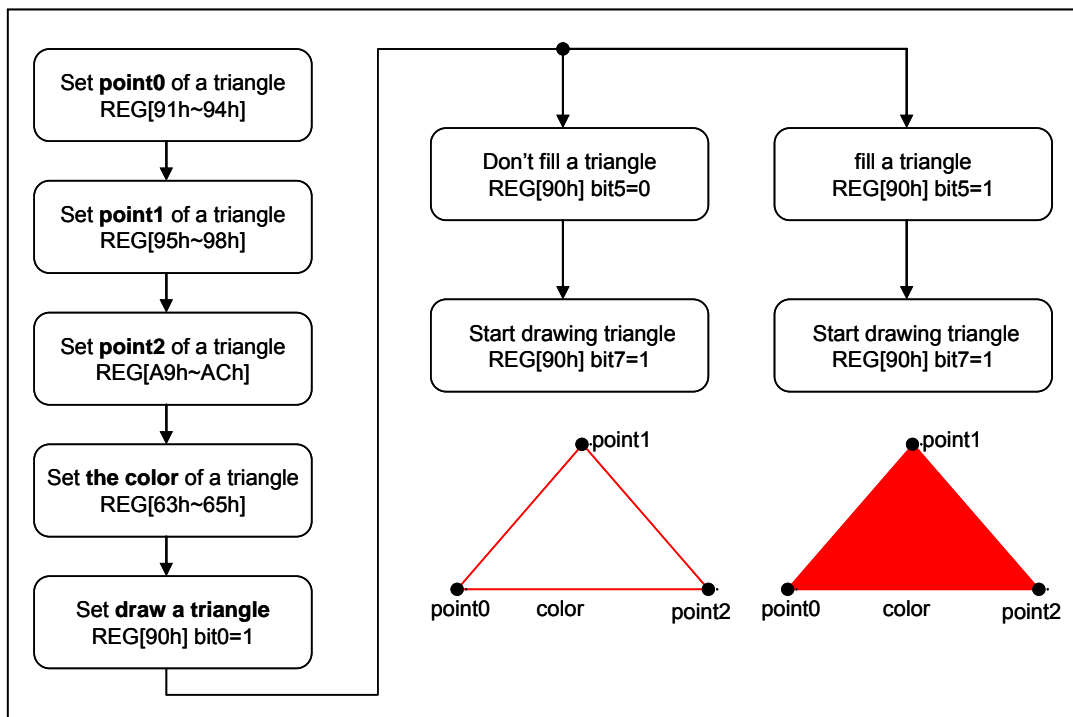 Set point0 of a triangle
REG[91h~94h]
Set point1 of a triangle
REG[95h~98h]
Set point2 of a triangle
REG[A9h~ACh]
Set the color of a triangle
REG[63h~65h]
Set draw a triangle
REG[90h] bit0=1
Don't fill a triangle
REG[90h] bit5=0
Start drawing triangle
REG[90h] bit7=1
fill a triangle
REG[90h] bit5=1
Start drawing triangle
REG[90h] bit7=1
point1
point0
color
point2
point1
point0
color
point2